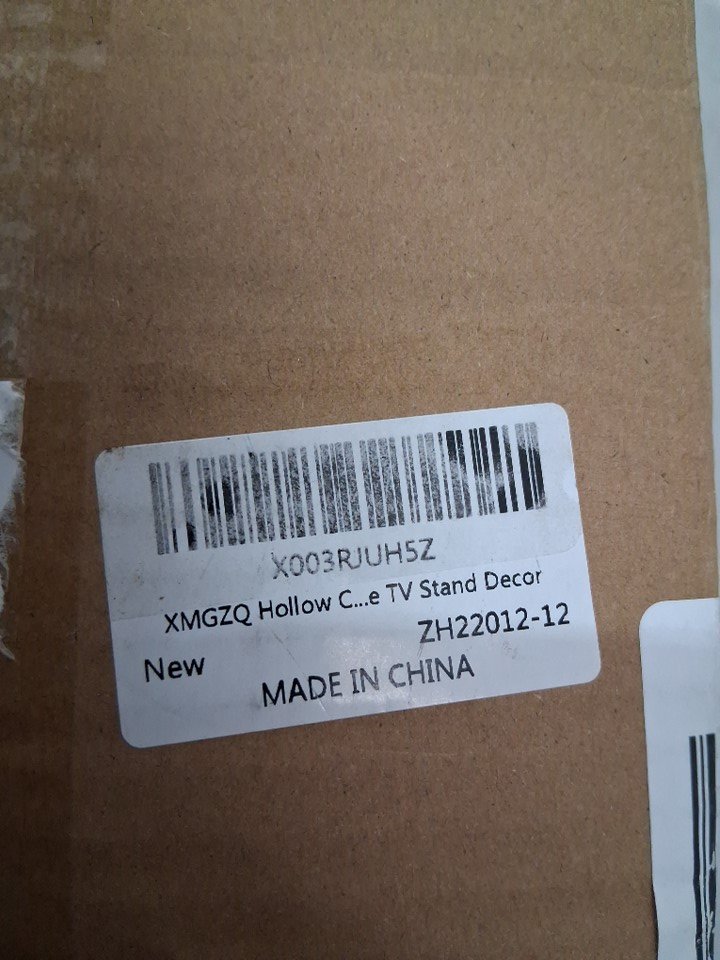 X003RJUH5Z
XMGZQ Hollow C...e TV Stand Decor
ZH22012-12
New
MADE IN CHINA